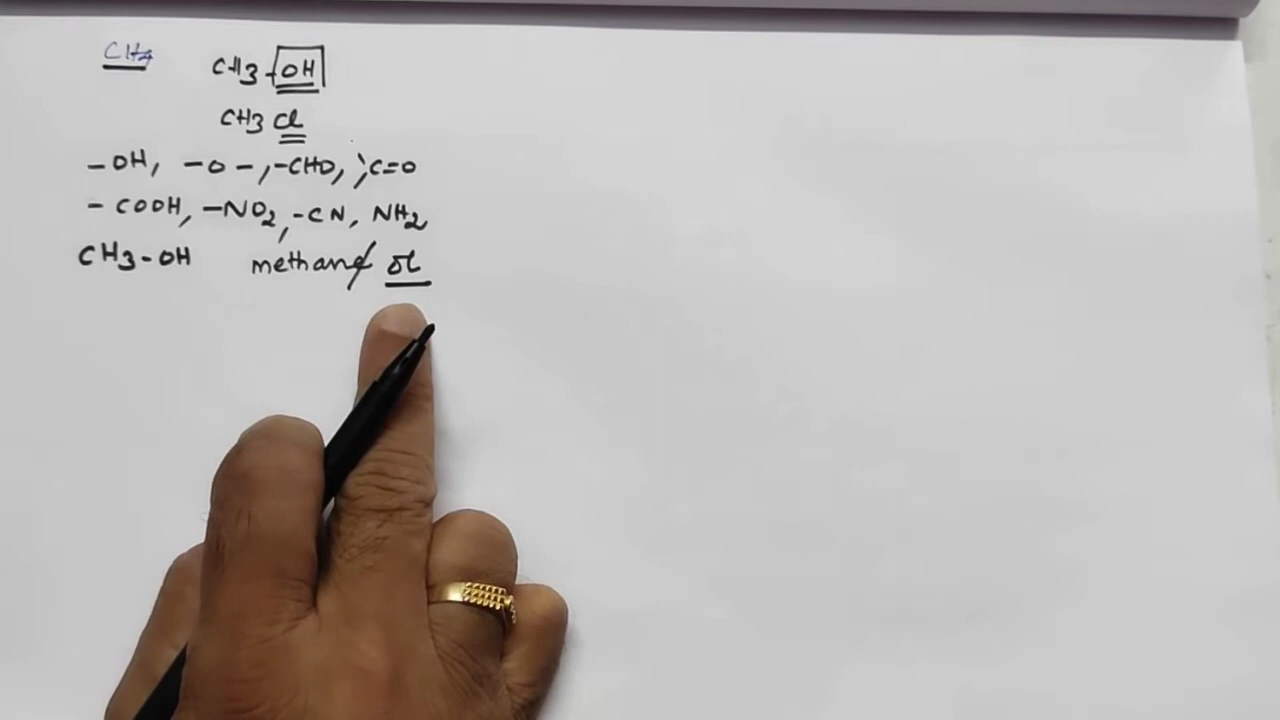 CH4 CH3-OH
CH3 Cl
-OH, -O-, -CHO, >C=O
-COOH, -NO2, -CN, NH2
CH3-OH methane ol